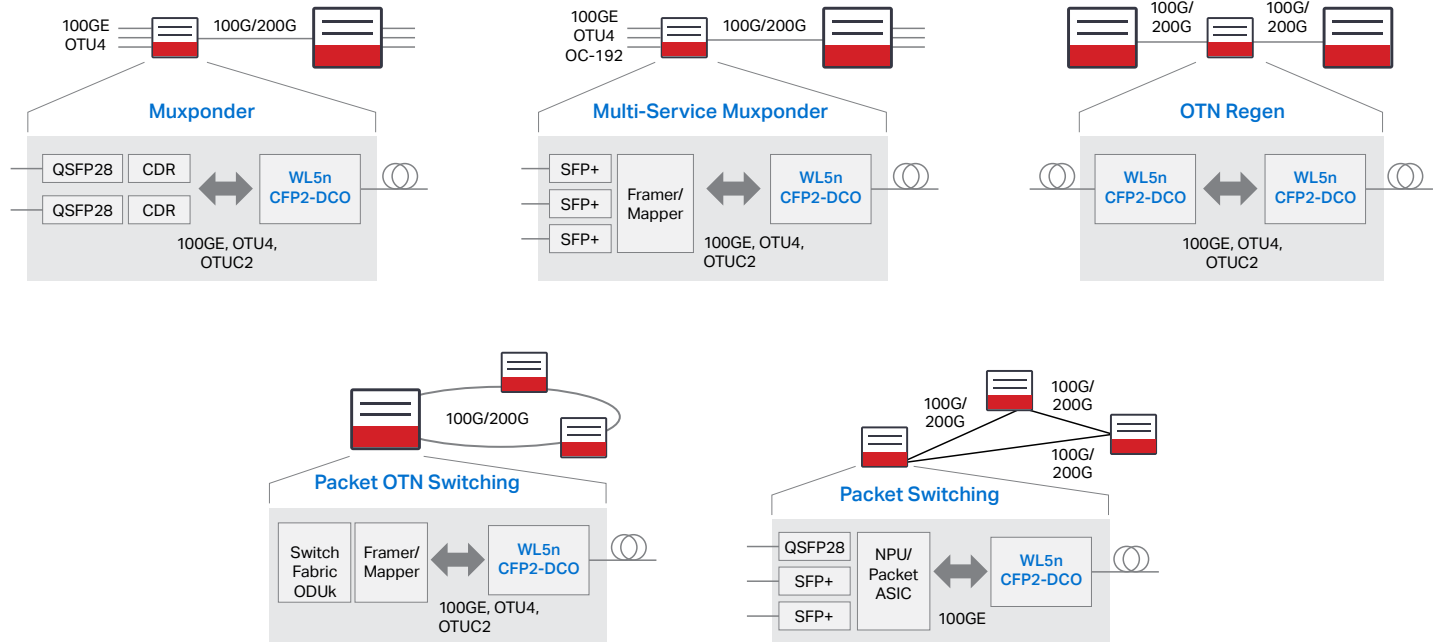 100GE
OTU4
100G/200G
Muxponder
QSFP28
CDR
QSFP28
CDR
WL5n
CFP2-DCO
100GE, OTU4,
OTUC2
100GE
OTU4
OC-192
100G/200G
Multi-Service Muxponder
SFP+
SFP+
SFP+
Framer/
Mapper
WL5n
CFP2-DCO
100GE, OTU4,
OTUC2
100G/
200G
100G/
200G
OTN Regen
WL5n
CFP2-DCO
WL5n
CFP2-DCO
100GE, OTU4,
OTUC2
100G/200G
Packet OTN Switching
Switch
Fabric
ODUk
Framer/
Mapper
WL5n
CFP2-DCO
100GE, OTU4,
OTUC2
100G/
200G
100G/
200G
100G/
200G
Packet Switching
QSFP28
SFP+
SFP+
NPU/
Packet
ASIC
WL5n
CFP2-DCO
100GE